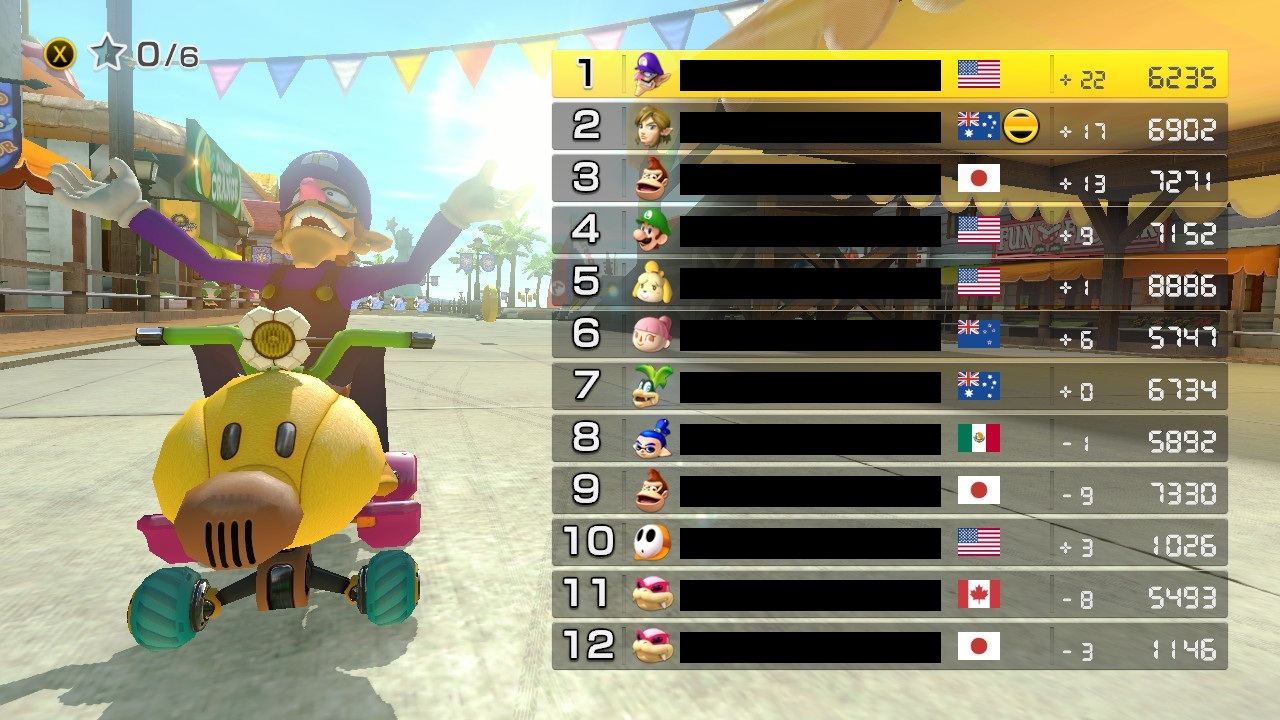 X 0/6
1 + 22 6235
2 + 17 6902
3 + 13 7271
4 + 9 7152
5 + 1 8886
6 + 6 5747
7 + 0 6734
8 - 1 5892
9 - 9 7330
10 + 3 1026
11 - 8 5493
12 - 3 1146
FUN